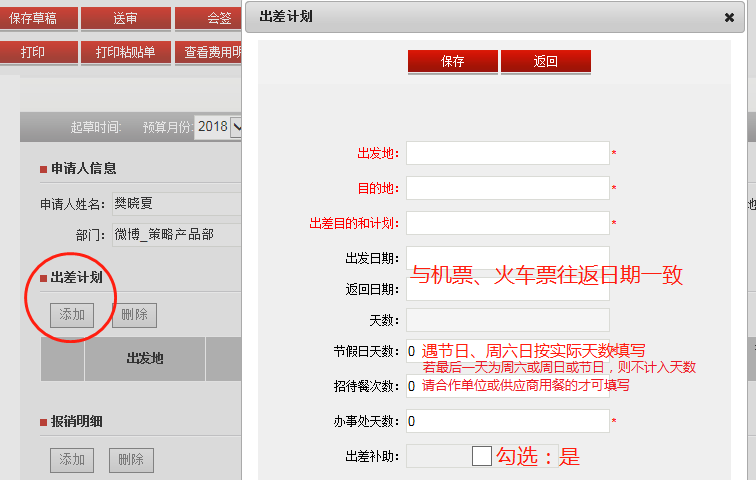 保存草稿 送审 会签
打印 打印粘贴单 查看费用明
起草时间: 预算月份: 2018
申请人信息
申请人姓名: 樊晓夏
部门: 微博_策略产品部
出差计划
添加 删除
出发地
报销明细
添加 删除
出差计划
保存 返回
出发地: *
目的地: *
出差目的和计划: *
出发日期:
与机票、火车票往返日期一致
返回日期:
天数:
节假日天数: 0 遇节日、周六日按实际天数填写
若最后一天为周六或周日或节日，则不计入天数
招待餐次数: 0 请合作单位或供应商用餐的才可填写
办事处天数: 0 *
出差补助: 勾选：是